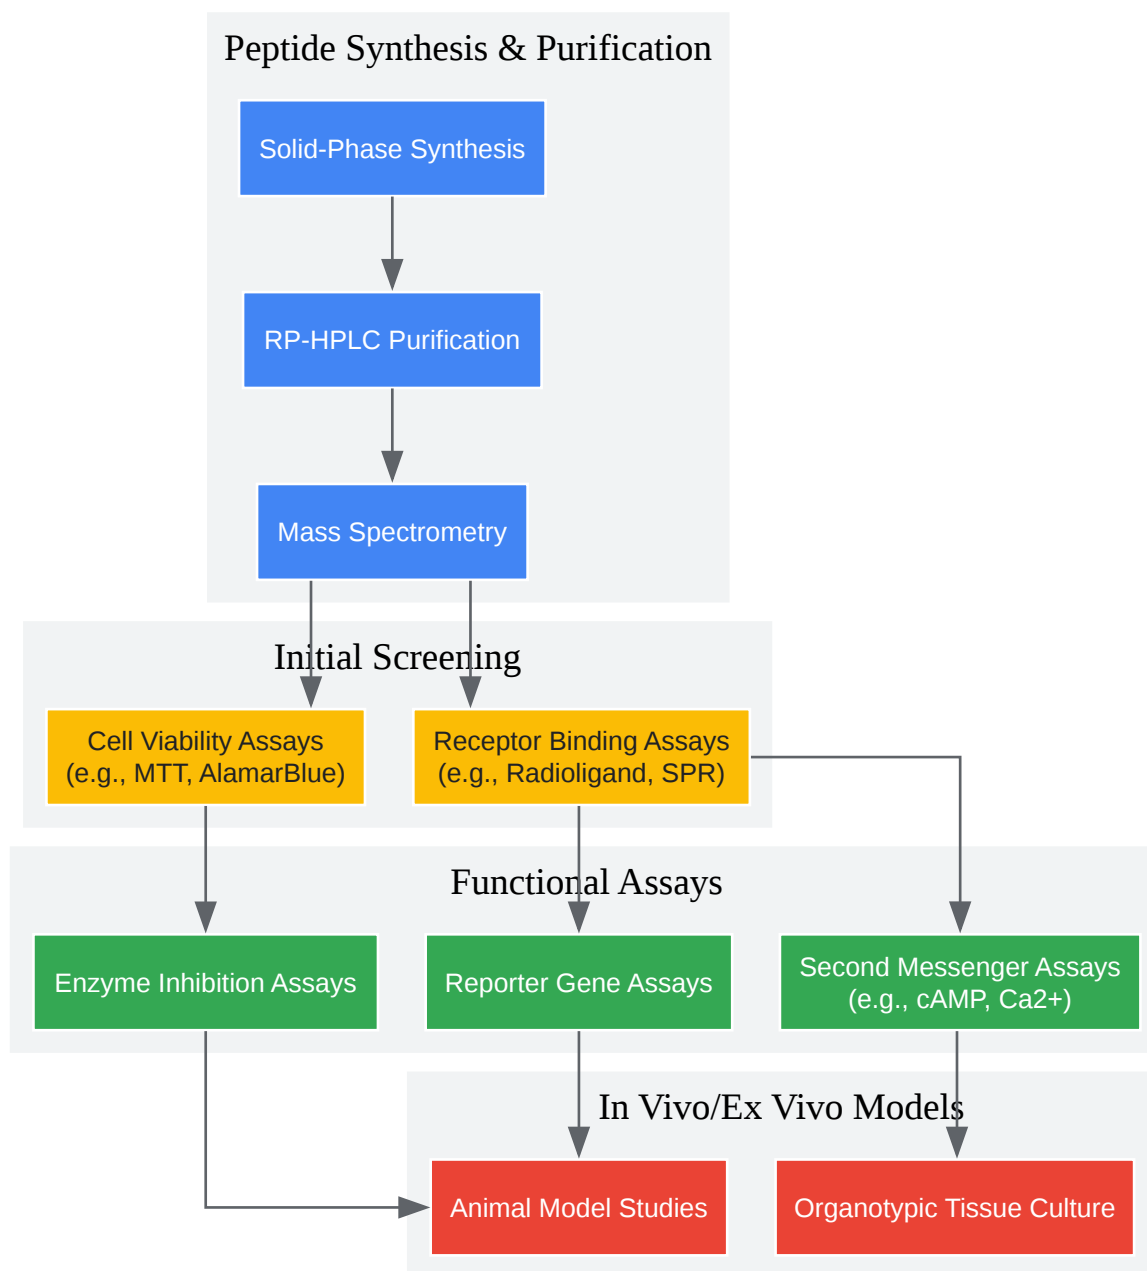 Peptide Synthesis & Purification
Solid-Phase Synthesis
RP-HPLC Purification
Mass Spectrometry
Initial Screening
Cell Viability Assays
(e.g., MTT, AlamarBlue)
Receptor Binding Assays
(e.g., Radioligand, SPR)
Functional Assays
Enzyme Inhibition Assays
Reporter Gene Assays
Second Messenger Assays
(e.g., cAMP, Ca2+)
In Vivo/Ex Vivo Models
Animal Model Studies
Organotypic Tissue Culture